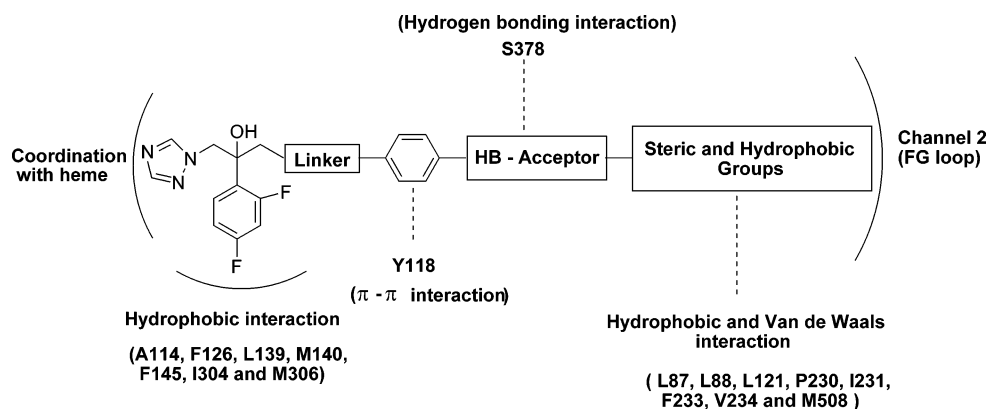 (Hydrogen bonding interaction)
S378
Coordination
with heme
N
N
N
OH
F
F
Linker
HB - Acceptor
Steric and Hydrophobic
Groups
Channel 2
(FG loop)
Y118
(π - π interaction)
Hydrophobic interaction
(A114, F126, L139, M140,
F145, I304 and M306)
Hydrophobic and Van de Waals
interaction
( L87, L88, L121, P230, I231,
F233, V234 and M508 )